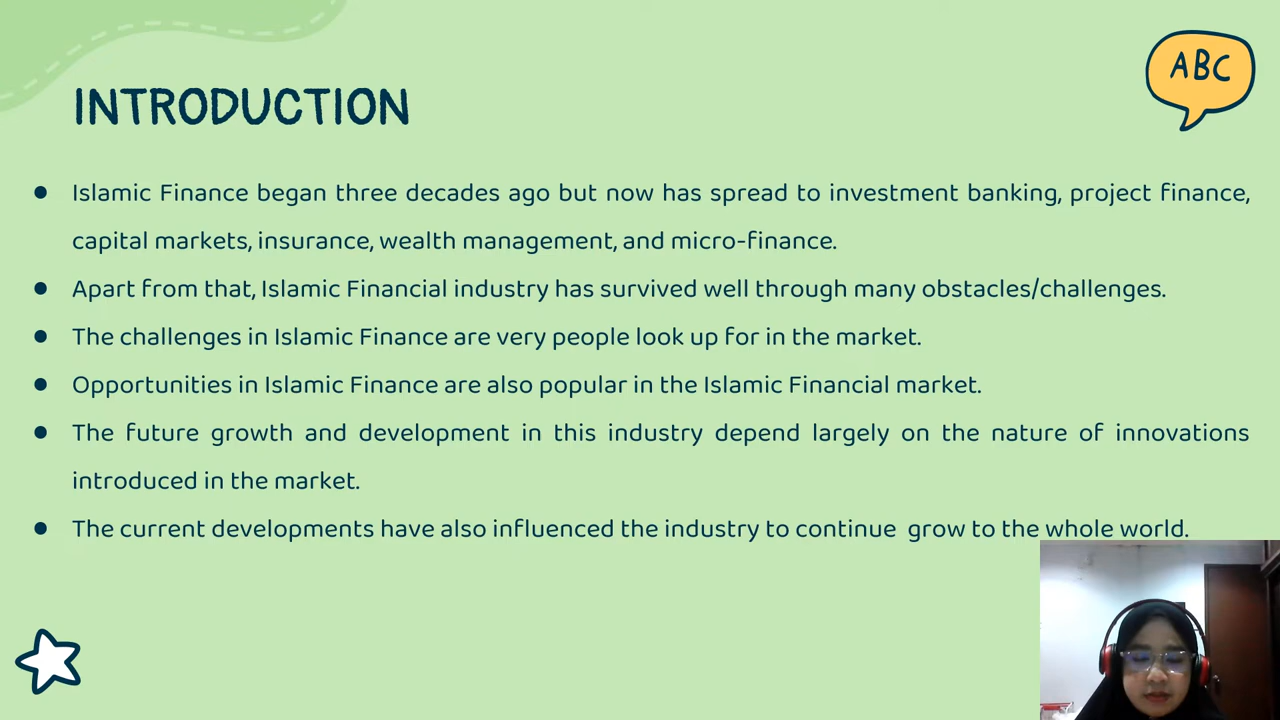 ABC
INTRODUCTION
Islamic Finance began three decades ago but now has spread to investment banking, project finance,
capital markets, insurance, wealth management, and micro-finance.
Apart from that, Islamic Financial industry has survived well through many obstacles/challenges.
The challenges in Islamic Finance are very people look up for in the market.
Opportunities in Islamic Finance are also popular in the Islamic Financial market.
The future growth and development in this industry depend largely on the nature of innovations
introduced in the market.
The current developments have also influenced the industry to continue  grow to the whole world.